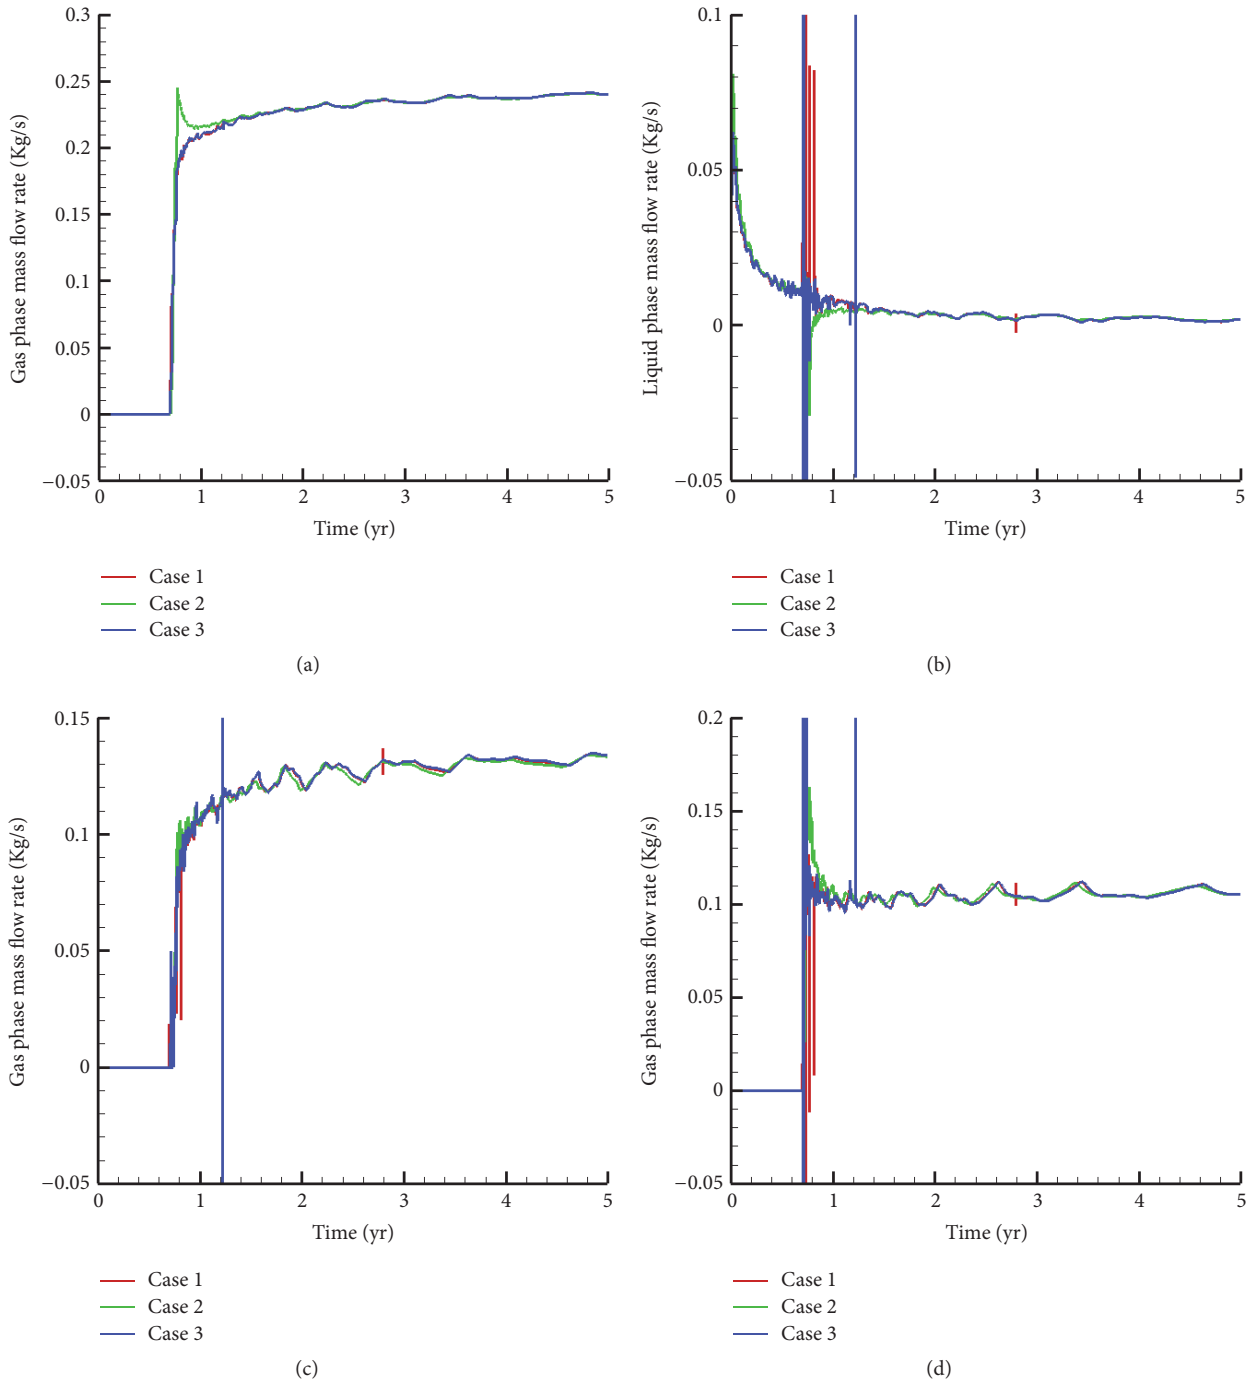 0.3
0.25
0.2
0.15
0.1
0.05
0
−0.05
Gas phase mass flow rate (Kg/s)
0 1 2 3 4 5
Time (yr)
Case 1
Case 2
Case 3
(a)
0.1
0.05
0
−0.05
Liquid phase mass flow rate (Kg/s)
0 1 2 3 4 5
Time (yr)
Case 1
Case 2
Case 3
(b)
0.15
0.1
0.05
0
−0.05
Gas phase mass flow rate (Kg/s)
0 1 2 3 4 5
Time (yr)
Case 1
Case 2
Case 3
(c)
0.2
0.15
0.1
0.05
0
−0.05
Gas phase mass flow rate (Kg/s)
0 1 2 3 4 5
Time (yr)
Case 1
Case 2
Case 3
(d)